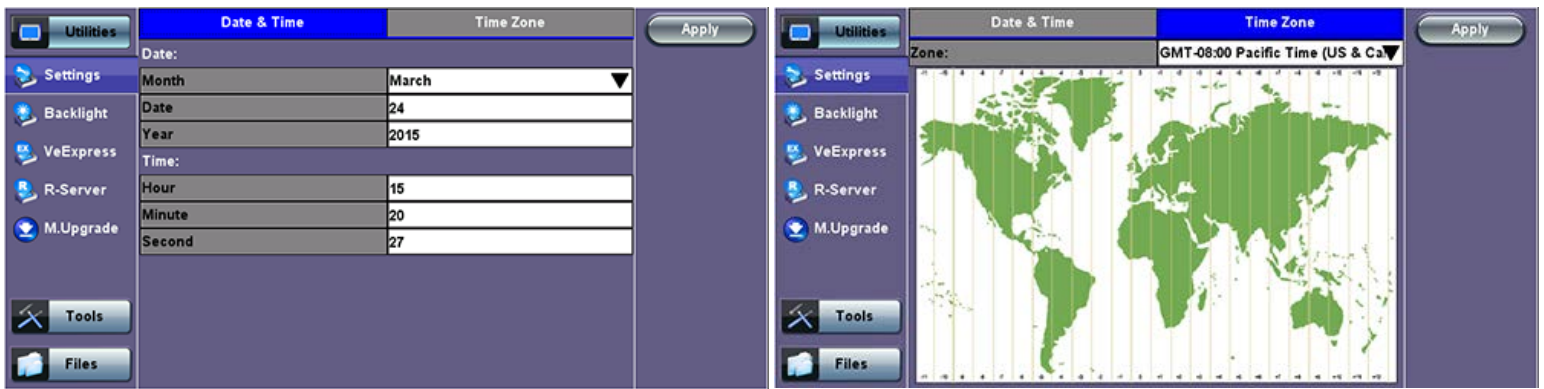 Utilities
Date & Time
Time Zone
Apply
Date:
Settings
Month
March
Backlight
Date
24
Year
2015
VeExpress
Time:
R-Server
Hour
15
Minute
20
M.Upgrade
Second
27
Tools
Files
Utilities
Date & Time
Time Zone
Apply
Zone:
GMT-08:00 Pacific Time (US & Ca
Settings
Backlight
VeExpress
R-Server
M.Upgrade
Tools
Files